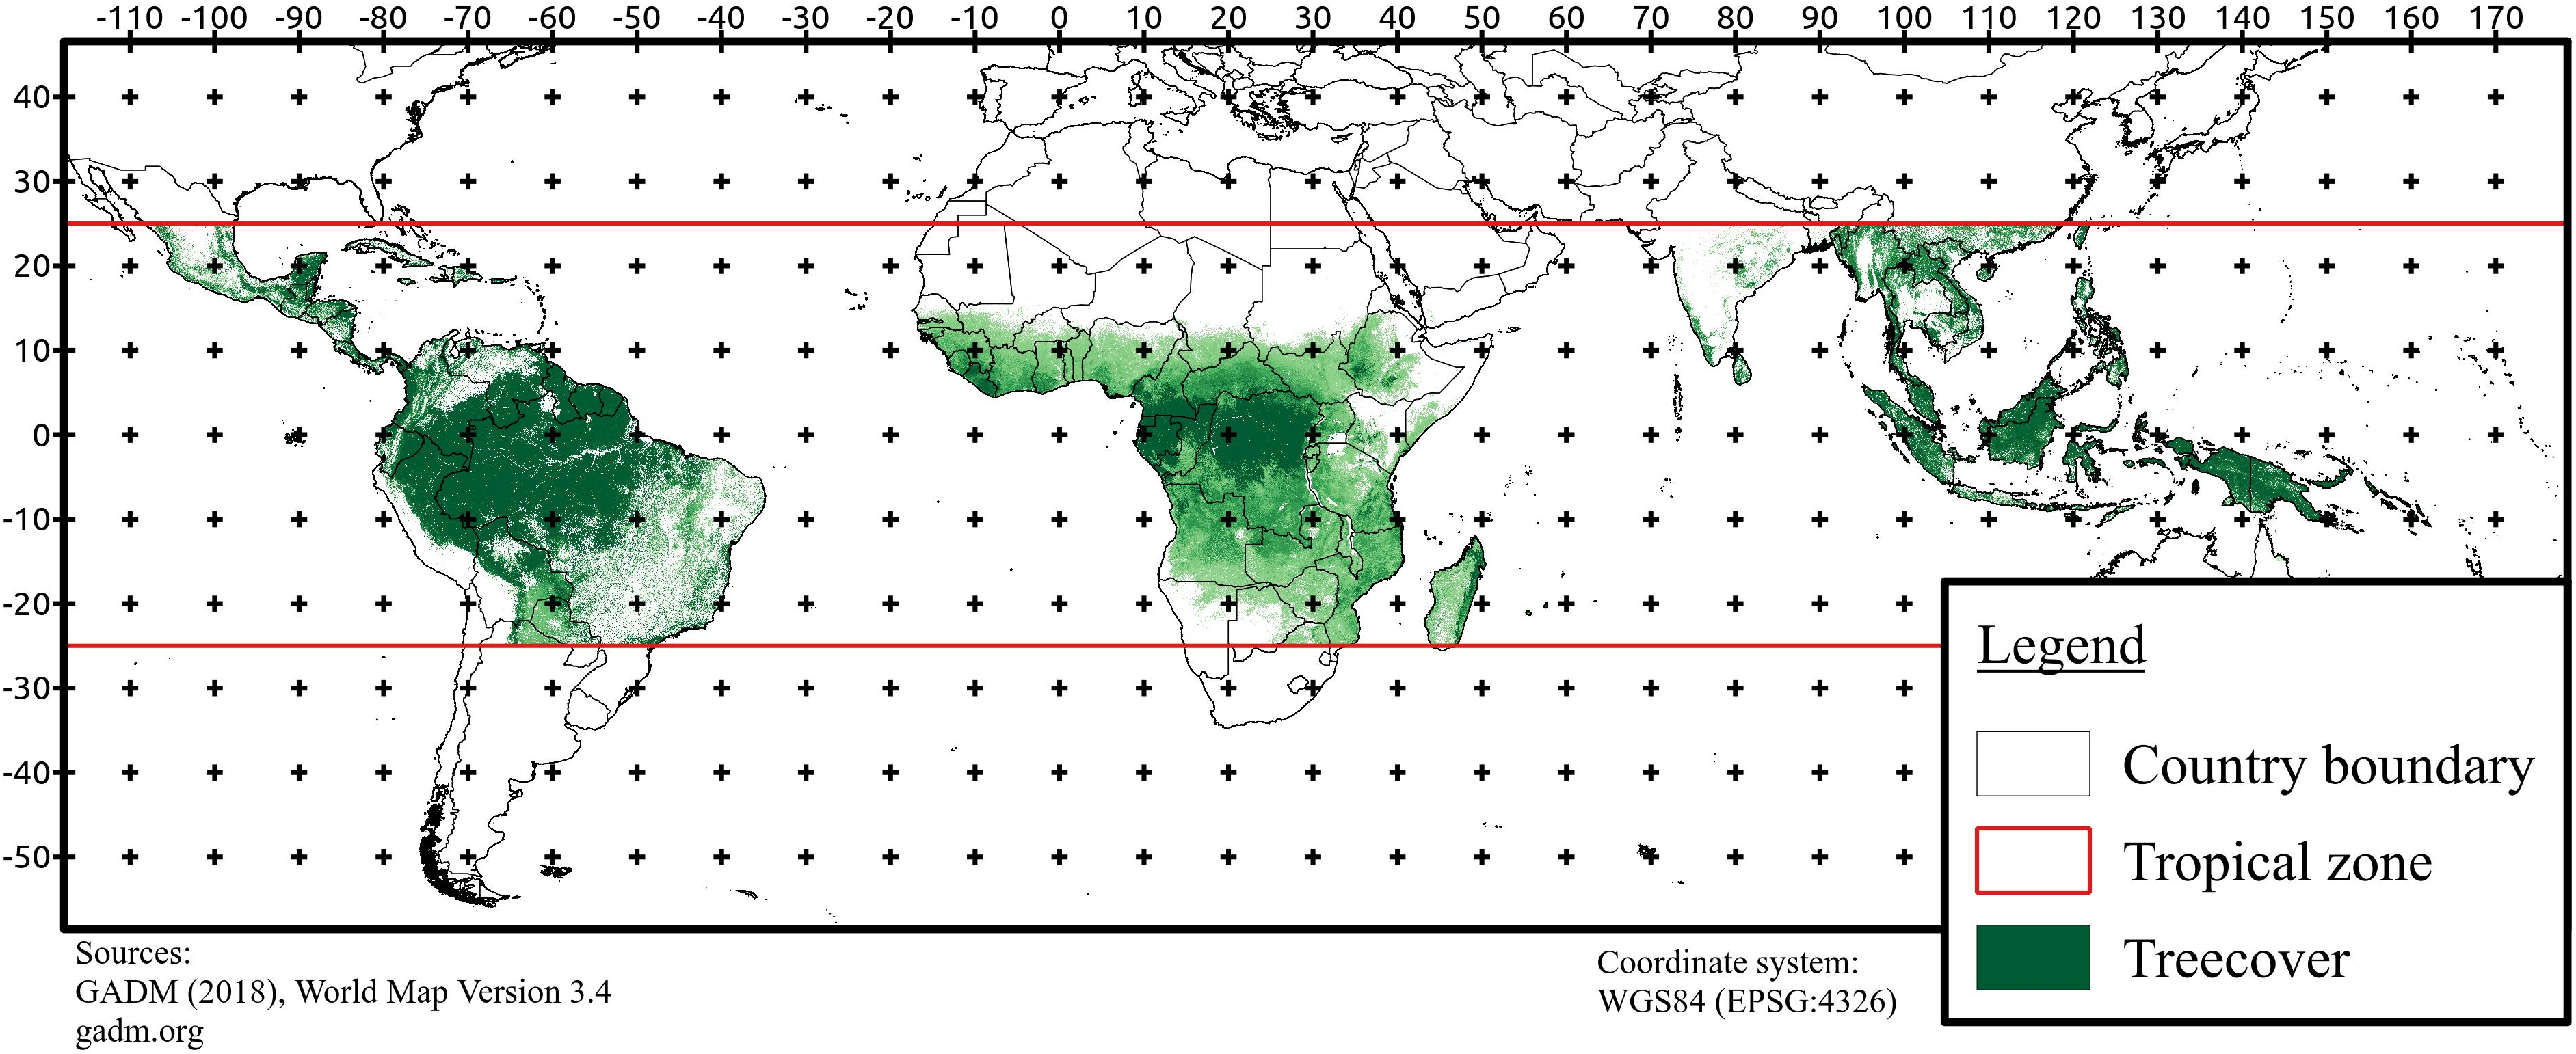 -110 -100 -90 -80 -70 -60 -50 -40 -30 -20 -10 0 10 20 30 40 50 60 70 80 90 100 110 120 130 140 150 160 170
40
30
20
10
0
-10
-20
-30
-40
-50
Legend
Country boundary
Tropical zone
Treecover
Sources:
GADM (2018), World Map Version 3.4
gadm.org
Coordinate system:
WGS84 (EPSG:4326)